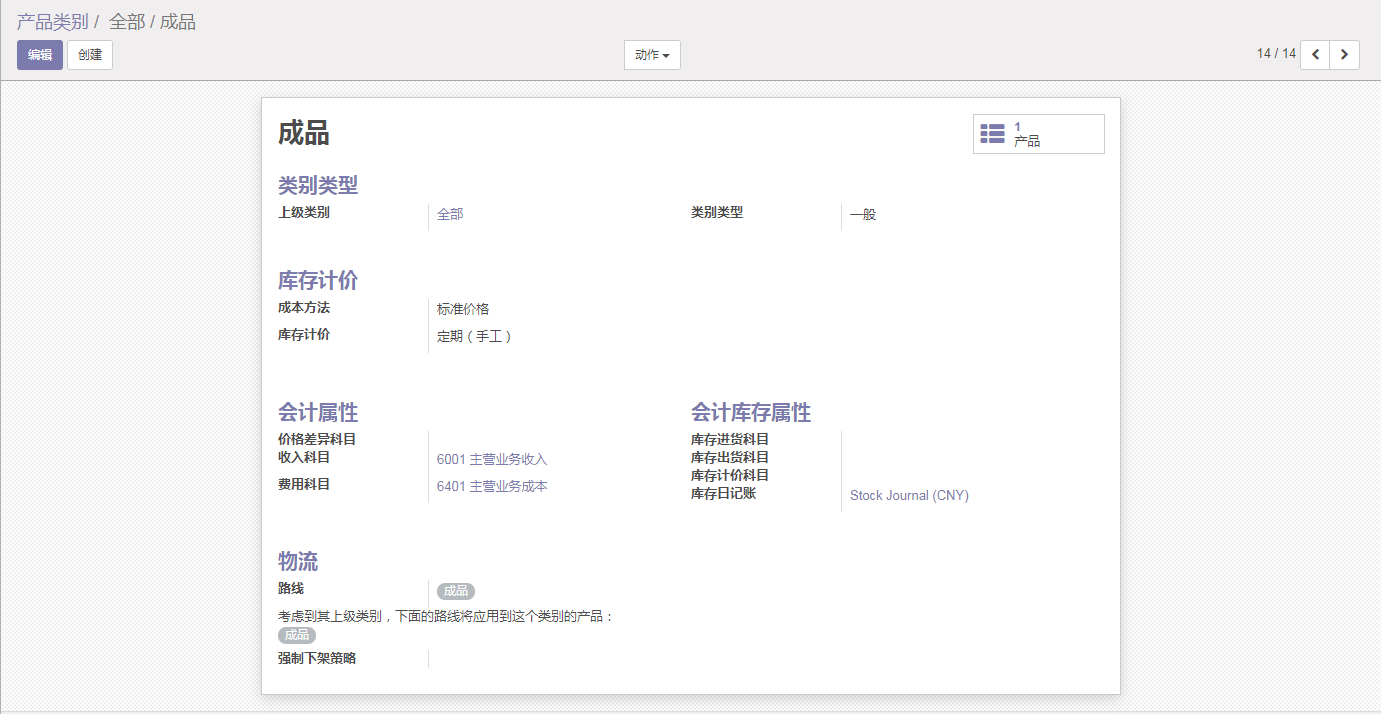 产品类别 / 全部 / 成品
编辑 创建 动作 14 / 14
成品
1
产品
类别类型
上级类别 全部 类别类型 一般
库存计价
成本方法 标准价格
库存计价 定期（手工）
会计属性 会计库存属性
价格差异科目 库存进货科目
收入科目 6001 主营业务收入 库存出货科目
库存计价科目
费用科目 6401 主营业务成本
库存日记账 Stock Journal (CNY)
物流
路线 成品
考虑到其上级类别，下面的路线将应用到这个类别的产品：
成品
强制下架策略